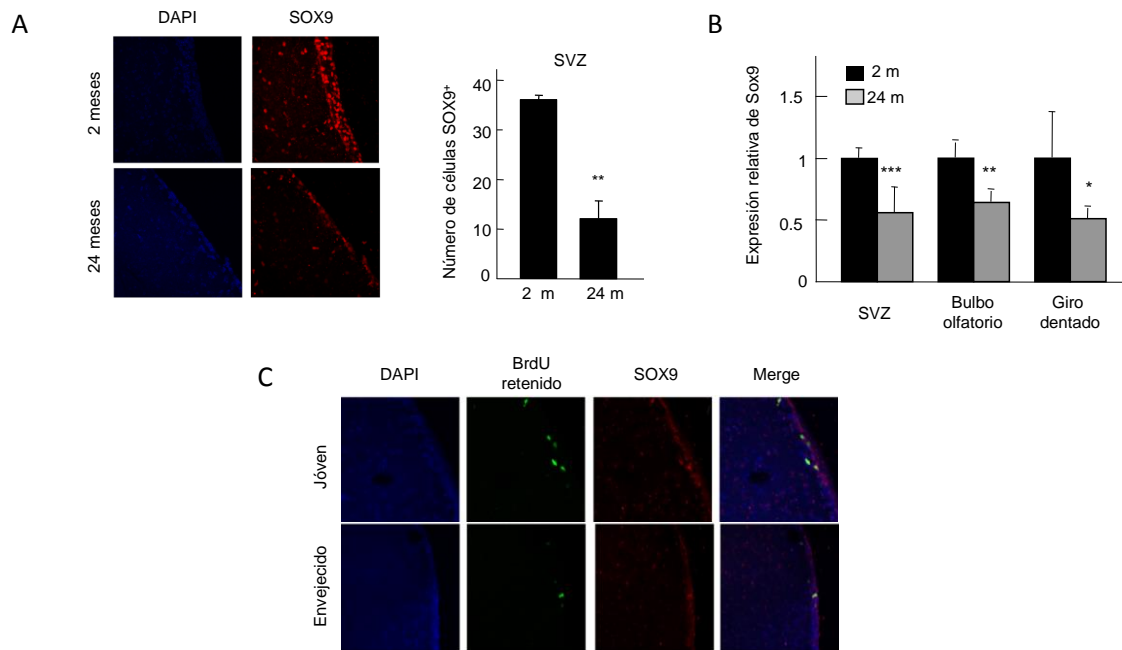 A
DAPI
SOX9
2 meses
24 meses
SVZ
Número de células SOX9⁺
40
30
20
10
0
2 m
24 m
**
B
2 m
24 m
Expresión relativa de Sox9
1.5
1
0.5
0
***
**
*
SVZ
Bulbo
olfatorio
Giro
dentado
C
DAPI
BrdU
retenido
SOX9
Merge
Jóven
Envejecido